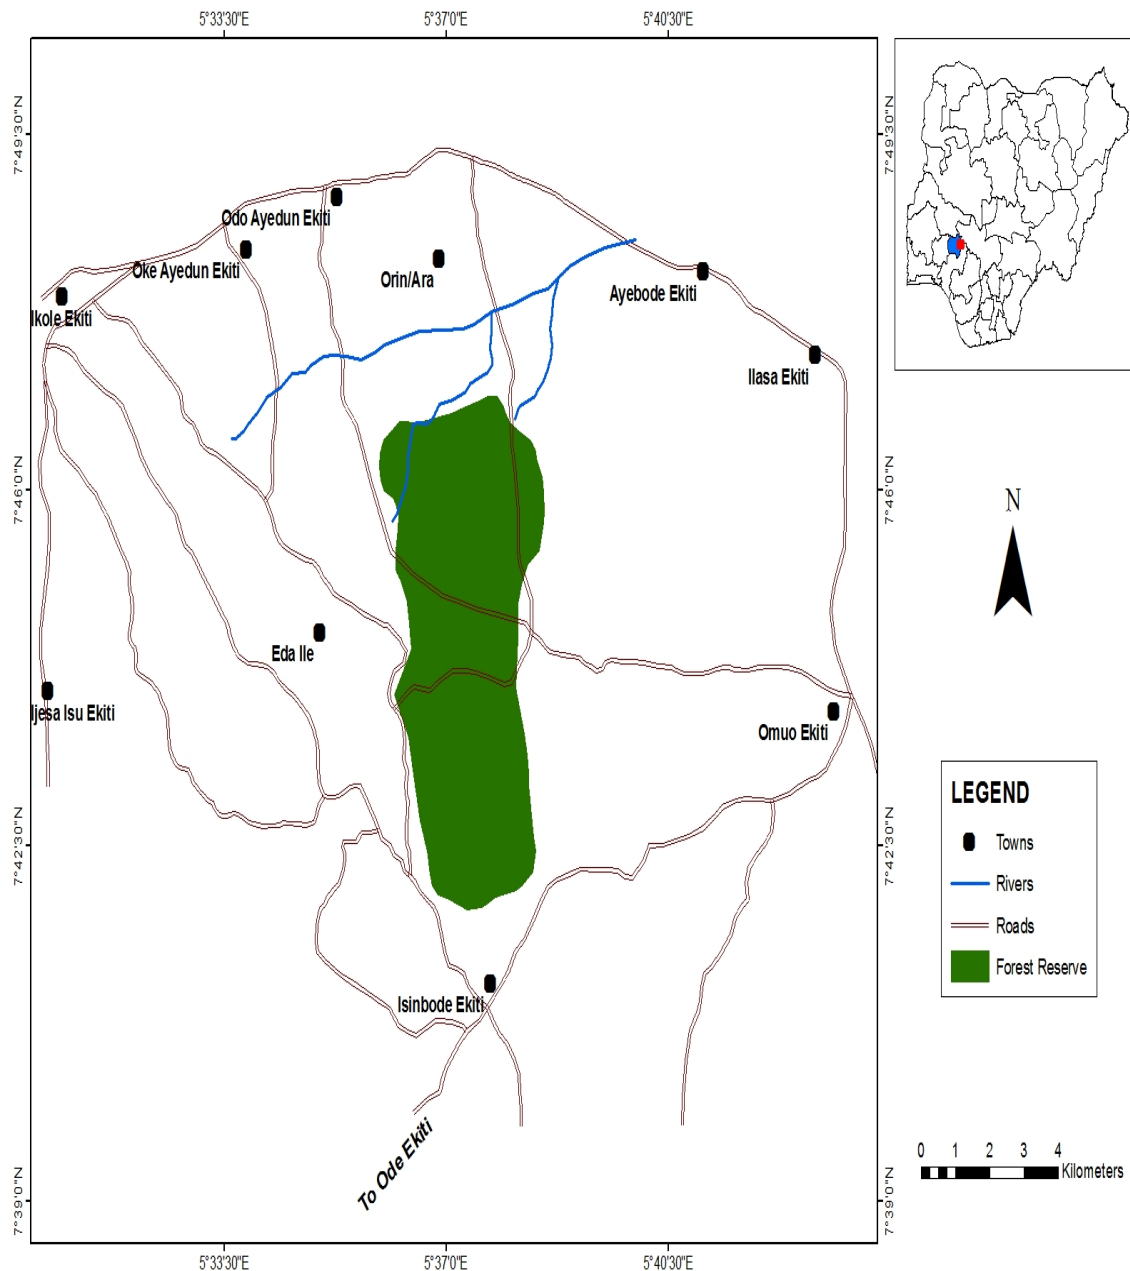 5°33'30"E
5°37'0"E
5°40'30"E
7°49'30"N
7°49'30"N
Odo Ayedun Ekiti
Oke Ayedun Ekiti
Orin/Ara
Ayebode Ekiti
Ikole Ekiti
Ilasa Ekiti
7°46'0"N
7°46'0"N
N
Eda Ile
Ijesa Isu Ekiti
Omuo Ekiti
LEGEND
Towns
Rivers
Roads
Forest Reserve
7°42'30"N
7°42'30"N
Isinbode Ekiti
To Ode Ekiti
0 1 2 3 4
Kilometers
7°39'0"N
7°39'0"N
5°33'30"E
5°37'0"E
5°40'30"E